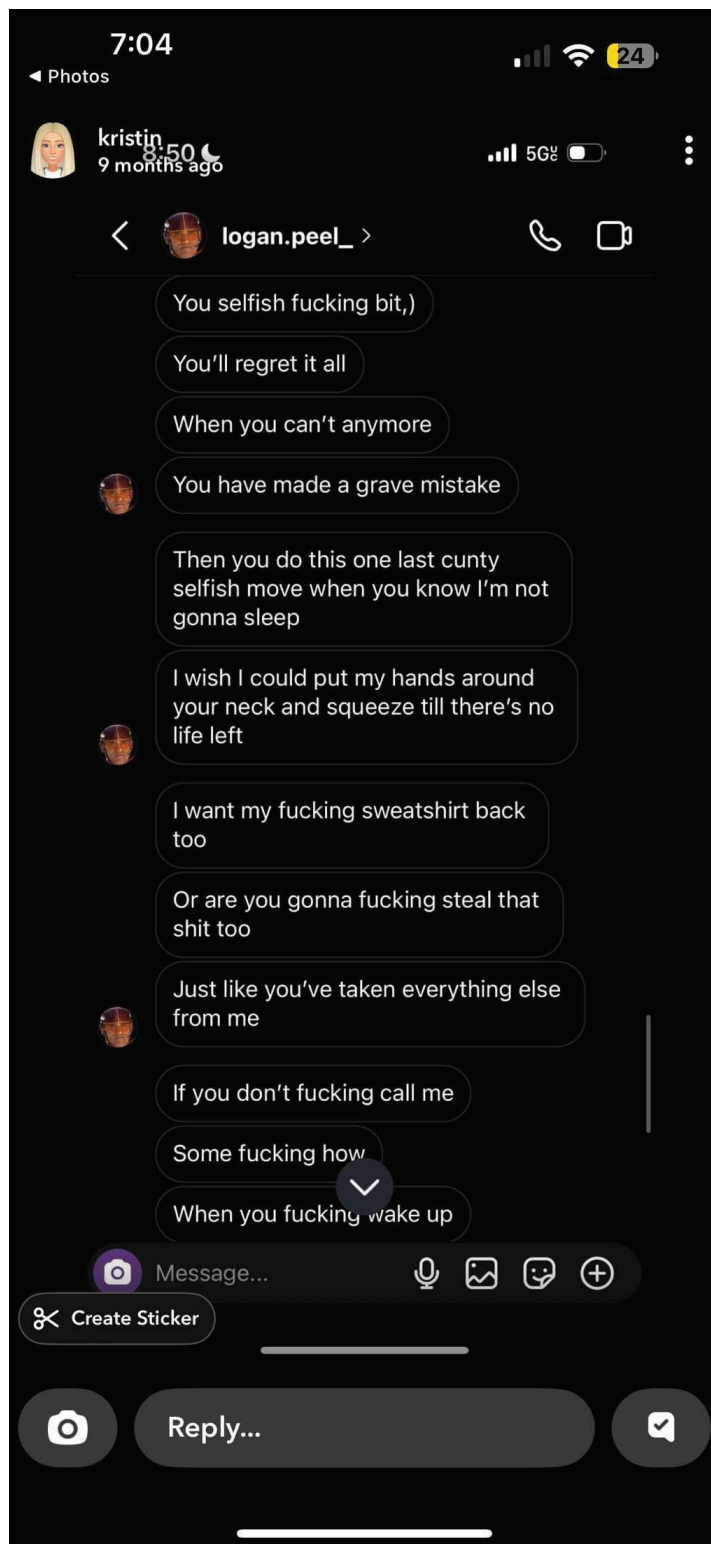 7:04
24
◀ Photos
kristin
8:50
9 months ago
5G
logan.peel_ >
You selfish fucking bit,)
You'll regret it all
When you can't anymore
You have made a grave mistake
Then you do this one last cunty
selfish move when you know I'm not
gonna sleep
I wish I could put my hands around
your neck and squeeze till there's no
life left
I want my fucking sweatshirt back
too
Or are you gonna fucking steal that
shit too
Just like you've taken everything else
from me
If you don't fucking call me
Some fucking how
When you fucking wake up
Message...
Create Sticker
Reply...